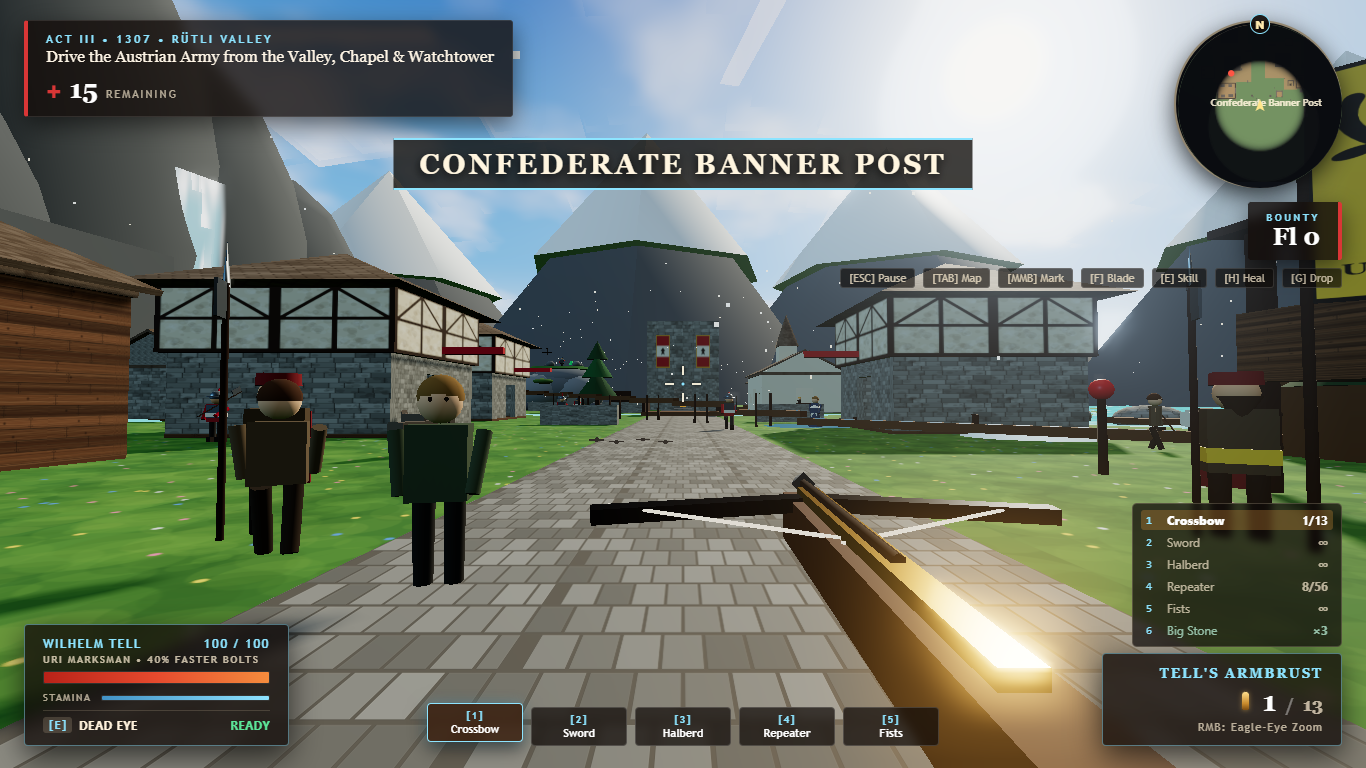 ACT III • 1307 • RÜTLI VALLEY
Drive the Austrian Army from the Valley, Chapel & Watchtower
+ 15 REMAINING
N
Confederate Banner Post
CONFEDERATE BANNER POST
BOUNTY
Fl 0
[ESC] Pause [TAB] Map [MMB] Mark [F] Blade [E] Skill [H] Heal [G] Drop
1 Crossbow 1/13
2 Sword ∞
3 Halberd ∞
4 Repeater 8/56
5 Fists ∞
6 Big Stone ×3
WILHELM TELL 100 / 100
URI MARKSMAN • 40% FASTER BOLTS
STAMINA
[E] DEAD EYE READY
[1] Crossbow
[2] Sword
[3] Halberd
[4] Repeater
[5] Fists
TELL'S ARMBRUST
1 / 13
RMB: Eagle-Eye Zoom